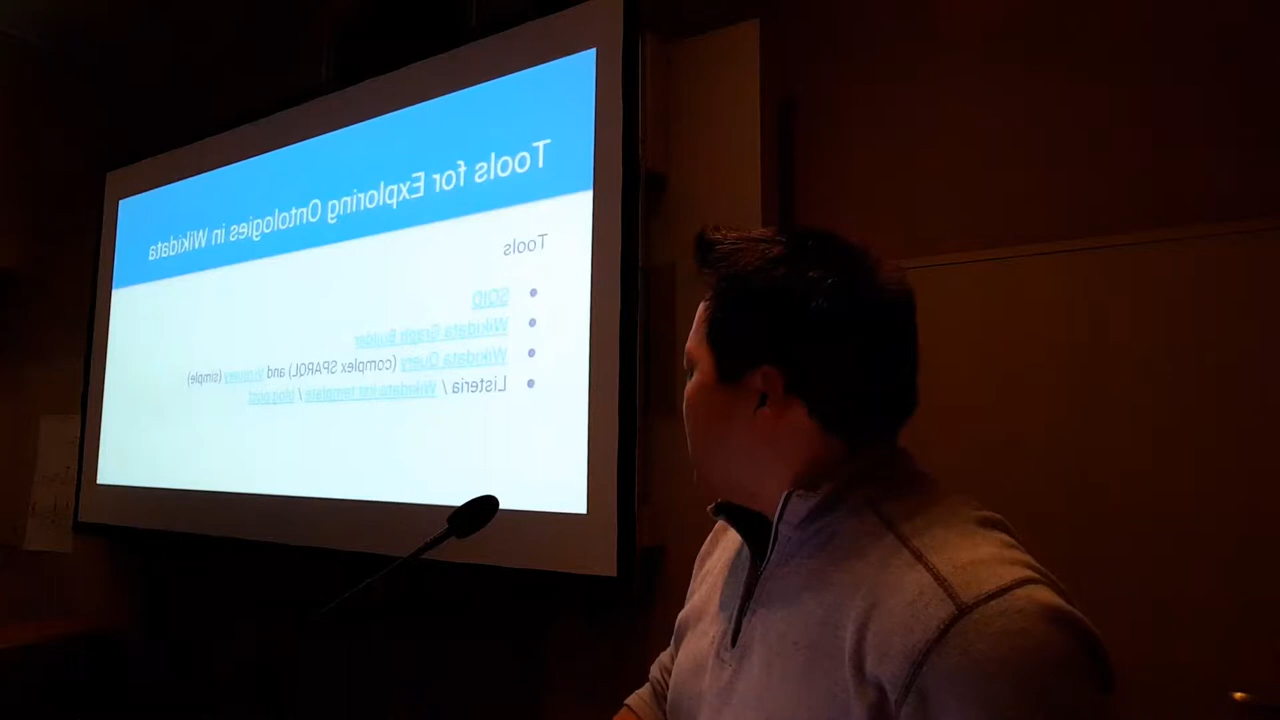 Tools for Exploring Ontologies in Wikidata
Tools
SQID
Wikidata Graph Builder
Wikidata Query (complex SPARQL) and VizQuery (simple)
Listeria / Wikidata list template / blog post